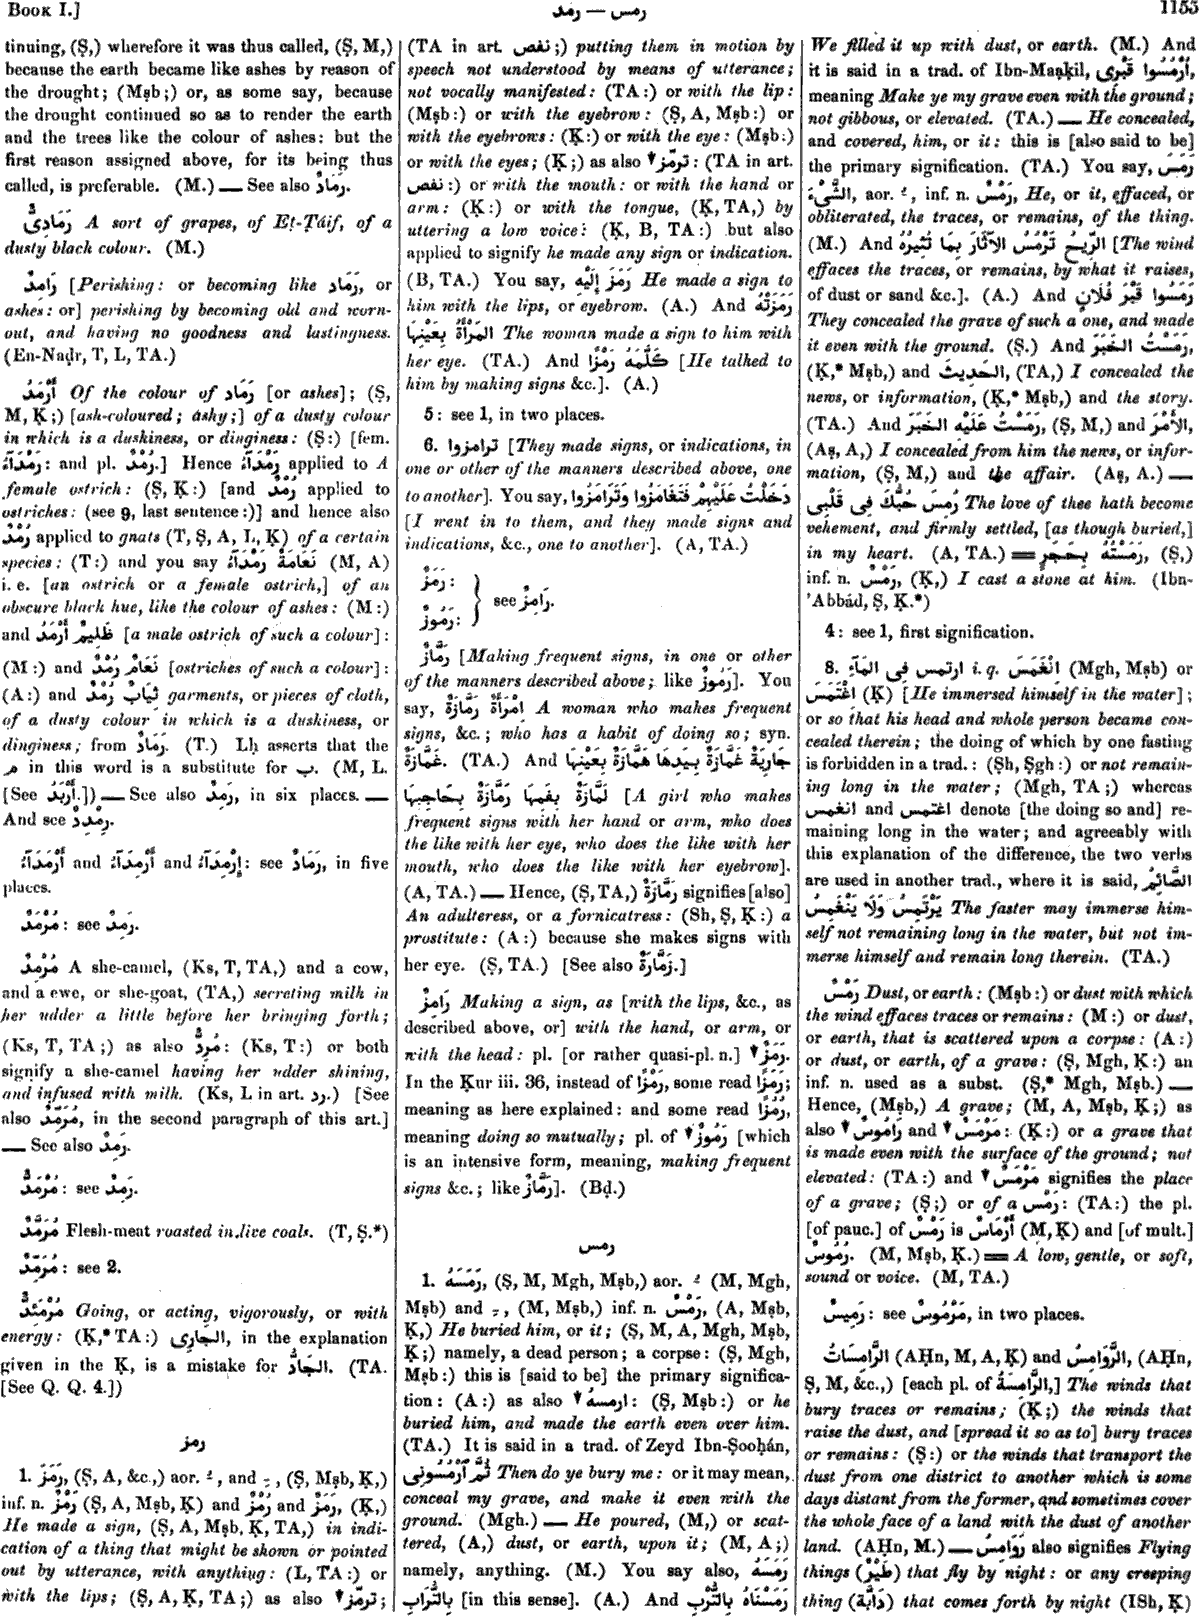 Book I.]
رمد — رمس
1155
tinuing, (Ṣ,) wherefore it was thus called, (Ṣ, M,)
because the earth became like ashes by reason of
the drought; (Mṣb;) or, as some say, because
the drought continued so as to render the earth
and the trees like the colour of ashes: but the
first reason assigned above, for its being thus
called, is preferable. (M.) — See also رَمَادٌ.
رَمَادِىٌّ A sort of grapes, of Eṭ-Ṭáïf, of a
dusty black colour. (M.)
رَامِدٌ [Perishing: or becoming like رَمَاد, or
ashes: or] perishing by becoming old and worn-
out, and having no goodness and lastingness.
(En-Naḍr, T, L, TA.)
أَرْمَدُ Of the colour of رَمَاد [or ashes]; (Ṣ,
M, Ḳ;) [ash-coloured; ashy;] of a dusty colour
in which is a duskiness, or dinginess: (Ṣ:) [fem.
رَمْدَآءُ: and pl. رُمْدٌ.] Hence رَمْدَآءُ applied to A
female ostrich: (Ṣ, Ḳ:) [and رُمْدٌ applied to
ostriches: (see 9, last sentence:)] and hence also
رُمْدٌ applied to gnats (T, Ṣ, A, L, Ḳ) of a certain
species: (T:) and you say نَعَامَةٌ رَمْدَآءُ (M, A)
i. e. [an ostrich or a female ostrich,] of an
obscure black hue, like the colour of ashes: (M:)
and ظَلِيمٌ أَرْمَدُ [a male ostrich of such a colour]:
(M:) and نَعَامٌ رُمْدٌ [ostriches of such a colour]:
(A:) and ثِيَابٌ رُمْدٌ garments, or pieces of cloth,
of a dusty colour in which is a duskiness, or
dinginess; from رَمَادٌ. (T.) Lḥ asserts that the
م in this word is a substitute for ب. (M, L.
[See أَرْبَدُ.]) — See also رَمِدٌ, in six places. —
And see رِمْدِدٌ.
أَرْمِدَآءُ and أَرْمَدَآءُ and إِرْمِدَآءُ: see رَمَادٌ, in five
places.
مُرْمَدٌ: see رَمِدٌ.
مُرْمِدٌ A she-camel, (Ks, T, TA,) and a cow,
and a ewe, or she-goat, (TA,) secreting milk in
her udder a little before her bringing forth;
(Ks, T, TA;) as also مُرِدٌّ: (Ks, T:) or both
signify a she-camel having her udder shining,
and infused with milk. (Ks, L in art. رد.) [See
also مُرَمِّدٌ, in the second paragraph of this art.]
— See also رَمِدٌ.
مُرْمَدٌّ: see رَمِدٌ.
مُرَمَّدٌ Flesh-meat roasted in live coals. (T, Ṣ.*)
مُرَمِّدٌ: see 2.
مُرْمَئِدٌّ Going, or acting, vigorously, or with
energy: (Ḳ,* TA:) الجَارِى, in the explanation
given in the Ḳ, is a mistake for الجَادُّ. (TA.
[See Q. Q. 4.])
رمز
1. رَمَزَ, (Ṣ, A, &c.,) aor. ـُ, and ـِ, (Ṣ, Mṣb, Ḳ,)
inf. n. رَمْزٌ (Ṣ, A, Mṣb, Ḳ) and رُمْزٌ and رَمَزٌ, (Ḳ,)
He made a sign, (Ṣ, A, Mṣb, Ḳ, TA,) in indi-
cation of a thing that might be shown or pointed
out by utterance, with anything: (L, TA:) or
with the lips; (Ṣ, A, Ḳ, TA;) as also ▼ترمّز;
(TA in art. نغص;) putting them in motion by
speech not understood by means of utterance;
not vocally manifested: (TA:) or with the lip:
(Mṣb:) or with the eyebrow: (Ṣ, A, Mṣb:) or
with the eyebrows: (Ḳ:) or with the eye: (Mṣb:)
or with the eyes; (Ḳ;) as also ▼ترمّز: (TA in art.
نغص:) or with the mouth: or with the hand or
arm: (Ḳ:) or with the tongue, (Ḳ, TA,) by
uttering a low voice: (Ḳ, B, TA:) but also
applied to signify he made any sign or indication.
(B, TA.) You say, رَمَزَ إِلَيْهِ He made a sign to
him with the lips, or eyebrow. (A.) And رَمَزَتْهُ
المَرْأَةُ بِعَيْنِهَا The woman made a sign to him with
her eye. (TA.) And كَلَّمَهُ رَمْزًا [He talked to
him by making signs &c.]. (A.)
5: see 1, in two places.
6. ترامزوا [They made signs, or indications, in
one or other of the manners described above, one
to another]. You say, دَخَلْتُ عَلَيْهِمْ فَتَغَامَزُوا وَتَرَامَزُوا
[I went in to them, and they made signs and
indications, &c., one to another]. (A, TA.)
رَمَزٌ: } see رَامِزٌ.
رَمُوزٌ:
رَمَّازٌ [Making frequent signs, in one or other
of the manners described above; like رَمُوزٌ]. You
say, اِمْرَأَةٌ رَمَّازَةٌ A woman who makes frequent
signs, &c.; who has a habit of doing so; syn.
غَمَّازَةٌ. (TA.) And جَارِيَةٌ غَمَّازَةٌ بِيَدِهَا هَمَّازَةٌ بِعَيْنِهَا
لَمَّازَةٌ بِفَمِهَا رَمَّازَةٌ بِحَاجِبِهَا [A girl who makes
frequent signs with her hand or arm, who does
the like with her eye, who does the like with her
mouth, who does the like with her eyebrow].
(A, TA.) — Hence, (Ṣ, TA,) رَمَّازَةٌ signifies [also]
An adulteress, or a fornicatress: (Sh, Ṣ, Ḳ:) a
prostitute: (A:) because she makes signs with
her eye. (Ṣ, TA.) [See also زَمَّارَةٌ.]
رَامِزٌ Making a sign, as [with the lips, &c., as
described above, or] with the hand, or arm, or
with the head: pl. [or rather quasi-pl. n.] ▼رَمَزٌ.
In the Ḳur iii. 36, instead of رَمْزًا, some read رَمَزًا;
meaning as here explained: and some read رُمُزًا,
meaning doing so mutually; pl. of ▼رَمُوزٌ [which
is an intensive form, meaning, making frequent
signs &c.; like رَمَّازٌ]. (Bḍ.)
رمس
1. رَمَسَهُ, (Ṣ, M, Mgh, Mṣb,) aor. ـُ (M, Mgh,
Mṣb) and ـِ, (M, Mṣb,) inf. n. رَمْسٌ, (A, Mṣb,
Ḳ,) He buried him, or it; (Ṣ, M, A, Mgh, Mṣb,
Ḳ;) namely, a dead person; a corpse: (Ṣ, Mgh,
Mṣb:) this is [said to be] the primary significa-
tion: (A:) as also ▼ارمسهُ: (Ṣ, Mṣb:) or he
buried him, and made the earth even over him.
(TA.) It is said in a trad. of Zeyd Ibn-Ṣooḥán,
ثُمَّ ٱرْمُسُونِى Then do ye bury me: or it may mean,
conceal my grave, and make it even with the
ground. (Mgh.) — He poured, (M,) or scat-
tered, (A,) dust, or earth, upon it; (M, A;)
namely, anything. (M.) You say also, رَمَسَهُ
بِالتُّرَابِ [in this sense]. (A.) And رَمَسْنَاهُ بِالتُّرْبِ
We filled it up with dust, or earth. (M.) And
it is said in a trad. of Ibn-Maạḳil, اُرْمُسُوا قَبْرِى,
meaning Make ye my grave even with the ground;
not gibbous, or elevated. (TA.) — He concealed,
and covered, him, or it: this is [also said to be]
the primary signification. (TA.) You say, رَمَسَ
الشَّىْءَ, aor. ـُ, inf. n. رَمْسٌ, He, or it, effaced, or
obliterated, the traces, or remains, of the thing.
(M.) And الرِّيحُ تَرْمُسُ الآثَارَ بِمَا تُثِيرُهُ [The wind
effaces the traces, or remains, by what it raises,
of dust or sand &c.]. (A.) And رَمَسُوا قَبْرَ فُلَانٍ
They concealed the grave of such a one, and made
it even with the ground. (Ṣ.) And رَمَسْتُ الخَبَرَ,
(Ḳ,* Mṣb,) and الحَدِيثَ, (TA,) I concealed the
news, or information, (Ḳ,* Mṣb,) and the story.
(TA.) And رَمَسْتُ عَلَيْهِ الخَبَرَ, (Ṣ, M,) and الأَمْرَ,
(Aṣ, A,) I concealed from him the news, or infor-
mation, (Ṣ, M,) and the affair. (Aṣ, A.) —
رُمِسَ حُبُّكَ فِى قَلْبِى The love of thee hath become
vehement, and firmly settled, [as though buried,]
in my heart. (A, TA.) = رَمَسْتُهُ بِحَجَرٍ, (Ṣ,)
inf. n. رَمْسٌ, (Ḳ,) I cast a stone at him. (Ibn-
'Abbád, Ṣ, Ḳ.*)
4: see 1, first signification.
8. ارتمس فِى المَآءِ i. q. اِنْغَمَسَ (Mgh, Mṣb) or
اِغْتَمَسَ (Ḳ) [He immersed himself in the water];
or so that his head and whole person became con-
cealed therein; the doing of which by one fasting
is forbidden in a trad.: (Sh, Ṣgh:) or not remain-
ing long in the water; (Mgh, TA;) whereas
انغمس and اغتمس denote [the doing so and] re-
maining long in the water; and agreeably with
this explanation of the difference, the two verbs
are used in another trad., where it is said, الصَّائِمُ
يَرْتَمِسُ وَلَا يَنْغَمِسُ The faster may immerse him-
self not remaining long in the water, but not im-
merse himself and remain long therein. (TA.)
رَمْسٌ Dust, or earth: (Mṣb:) or dust with which
the wind effaces traces or remains: (M:) or dust,
or earth, that is scattered upon a corpse: (A:)
or dust, or earth, of a grave: (Ṣ, Mgh, Ḳ:) an
inf. n. used as a subst. (Ṣ,* Mgh, Mṣb.) —
Hence, (Mṣb,) A grave; (M, A, Mṣb, Ḳ;) as
also ▼رَامُوسٌ and ▼مَرْمَسٌ: (Ḳ:) or a grave that
is made even with the surface of the ground; not
elevated: (TA:) and ▼مَرْمَسٌ signifies the place
of a grave; (Ṣ;) or of a رَمْس: (TA:) the pl.
[of pauc.] of رَمْسٌ is أَرْمَاسٌ (M, Ḳ) and [of mult.]
رُمُوسٌ. (M, Mṣb, Ḳ.) = A low, gentle, or soft,
sound or voice. (M, TA.)
رَمِيسٌ: see مَرْمُوسٌ, in two places.
الرَّامِسَاتُ (AḤn, M, A, Ḳ) and الرَّوَامِسُ, (AḤn,
Ṣ, M, &c.,) [each pl. of الرَّامِسَةُ,] The winds that
bury traces or remains; (Ḳ;) the winds that
raise the dust, and [spread it so as to] bury traces
or remains: (Ṣ:) or the winds that transport the
dust from one district to another which is some
days distant from the former, and sometimes cover
the whole face of a land with the dust of another
land. (AḤn, M.) — رَوَامِسُ also signifies Flying
things (طَيْرٌ) that fly by night: or any creeping
thing (دَابَّةٌ) that comes forth by night (ISh, Ḳ)